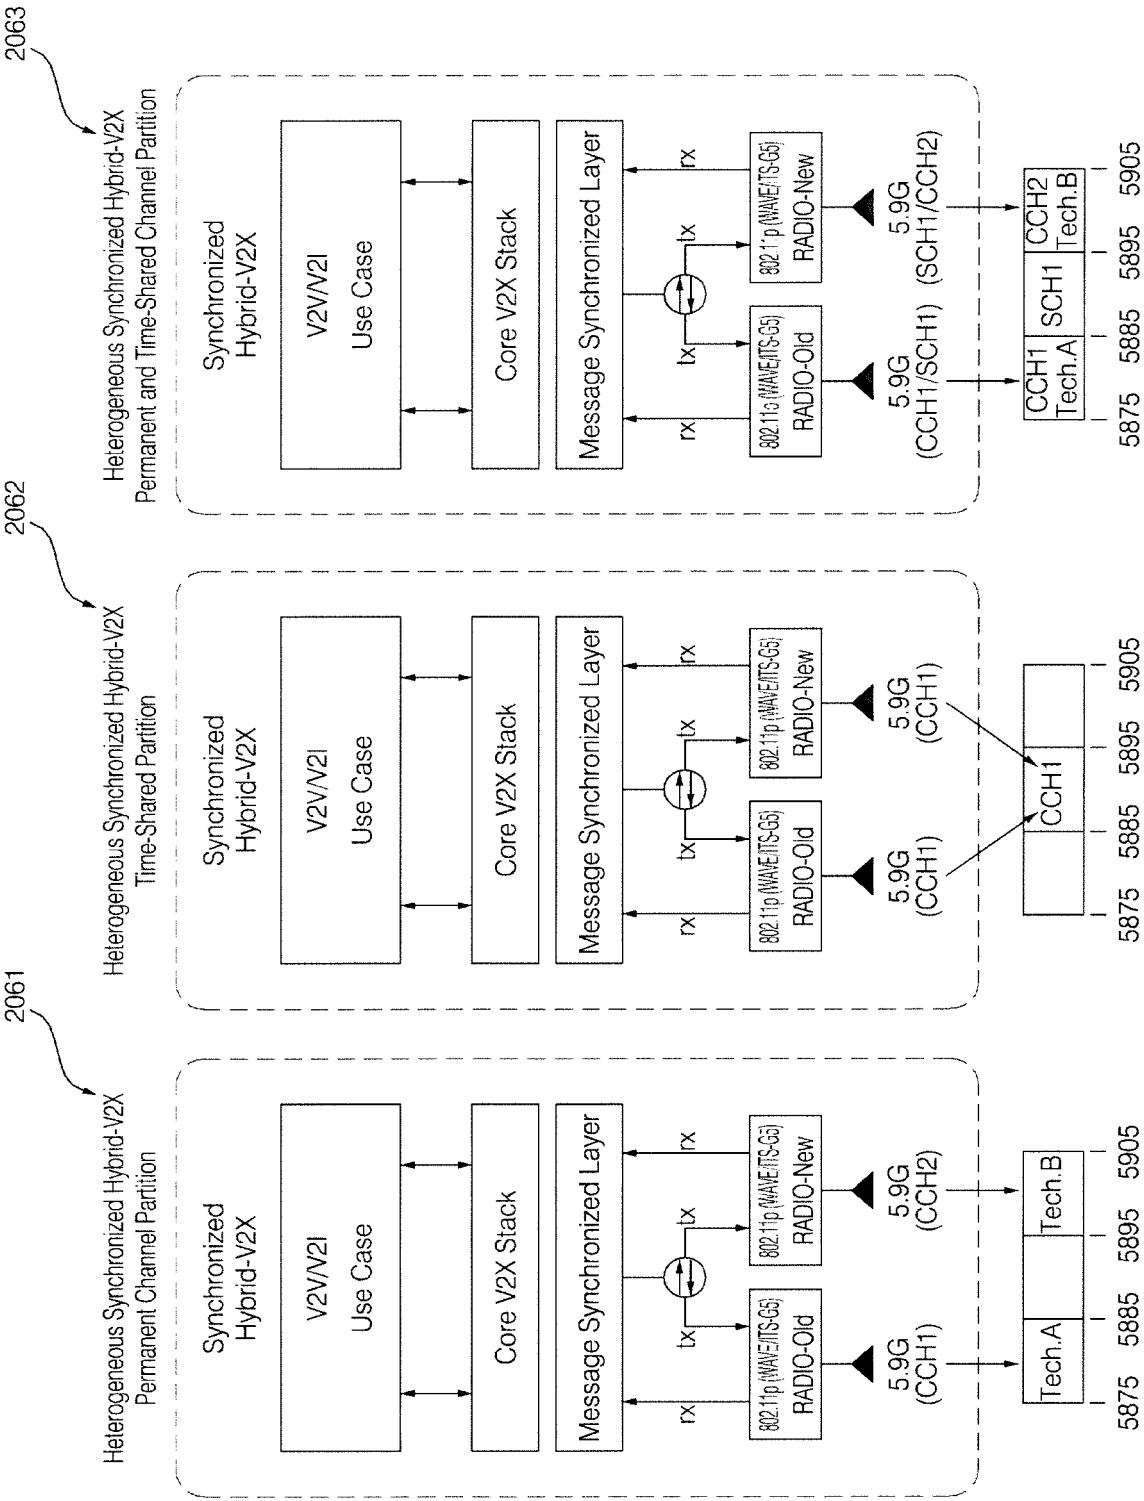 2061
Heterogeneous Synchronized Hybrid-V2X
Permanent Channel Partition
Synchronized
Hybrid-V2X
V2V/V2I
Use Case
Core V2X Stack
Message Synchronized Layer
rx
tx
tx
rx
802.11p (WAVE/ITS-G5)
RADIO-Old
802.11p (WAVE/ITS-G5)
RADIO-New
5.9G
(CCH1)
5.9G
(CCH2)
Tech.A
Tech.B
5875
5885
5895
5905
2062
Heterogeneous Synchronized Hybrid-V2X
Time-Shared Partition
Synchronized
Hybrid-V2X
V2V/V2I
Use Case
Core V2X Stack
Message Synchronized Layer
rx
tx
tx
rx
802.11p (WAVE/ITS-G5)
RADIO-Old
802.11p (WAVE/ITS-G5)
RADIO-New
5.9G
(CCH1)
5.9G
(CCH1)
CCH1
5875
5885
5895
5905
2063
Heterogeneous Synchronized Hybrid-V2X
Permanent and Time-Shared Channel Partition
Synchronized
Hybrid-V2X
V2V/V2I
Use Case
Core V2X Stack
Message Synchronized Layer
rx
tx
tx
rx
802.11p (WAVE/ITS-G5)
RADIO-Old
802.11p (WAVE/ITS-G5)
RADIO-New
5.9G
(CCH1/SCH1)
5.9G
(SCH1/CCH2)
CCH1
Tech.A
SCH1
CCH2
Tech.B
5875
5885
5895
5905